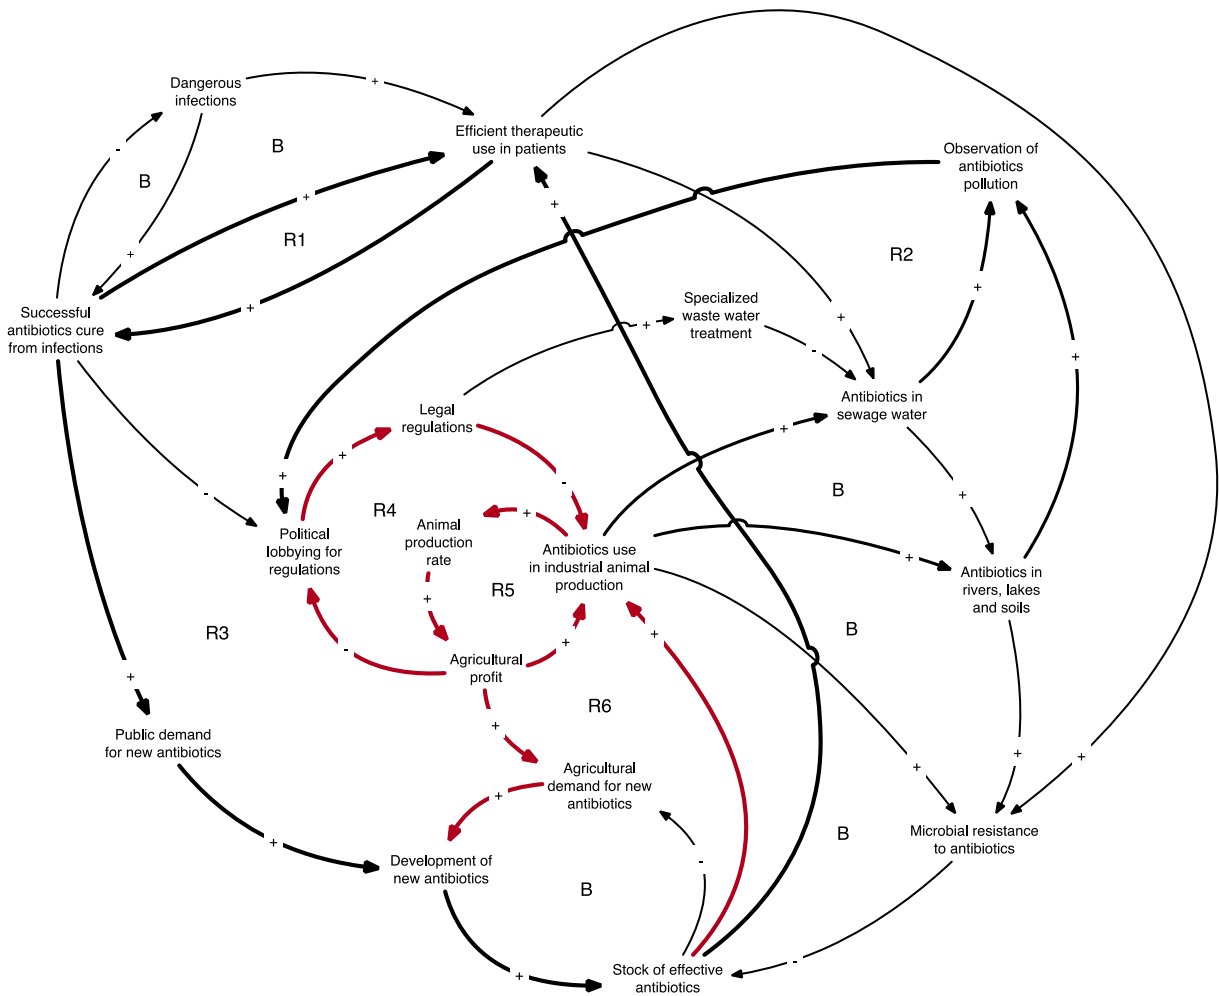 Dangerous
infections
+
Efficient therapeutic
use in patients
B
-
B
Observation of
antibiotics
pollution
+
+
R1
R2
+
+
Successful
antibiotics cure
from infections
+
Specialized
waste water
treatment
+
+
-
+
Antibiotics in
sewage water
Legal
regulations
+
+
+
-
-
B
+
R4
+
Political
lobbying for
regulations
Animal
production
rate
Antibiotics use
in industrial animal
production
+
Antibiotics in
rivers, lakes
and soils
R5
+
R3
+
+
B
-
Agricultural
profit
+
R6
+
Public demand
for new antibiotics
+
+
+
Agricultural
demand for new
antibiotics
+
Microbial resistance
to antibiotics
B
+
-
Development of
new antibiotics
B
-
Stock of effective
antibiotics
+